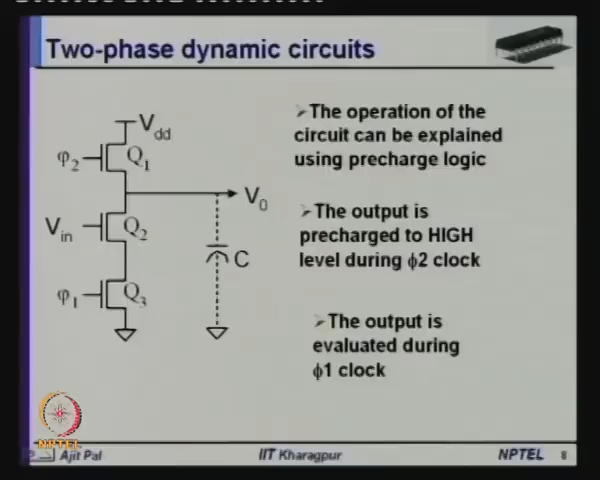 Two-phase dynamic circuits
Vdd
φ2
Q1
V0
Vin
Q2
C
φ1
Q3
➢The operation of the
circuit can be explained
using precharge logic
➢The output is
precharged to HIGH
level during ϕ2 clock
➢The output is
evaluated during
ϕ1 clock
NPTEL
Ajit Pal
IIT Kharagpur
NPTEL
8